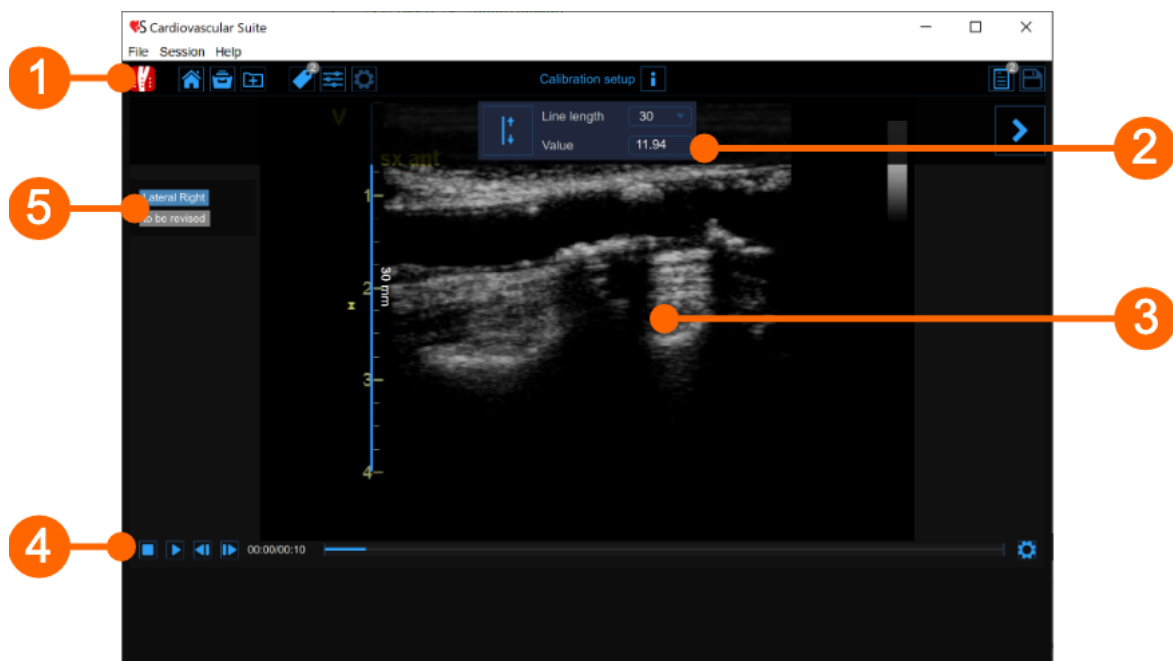 S Cardiovascular Suite
File Session Help
1
2
Calibration setup i
2
V
Line length 30
Value 11.94
2
sx ant
5
Lateral Right
to be revised
1
30 mm
2
3
3
4
4
00:00/00:10